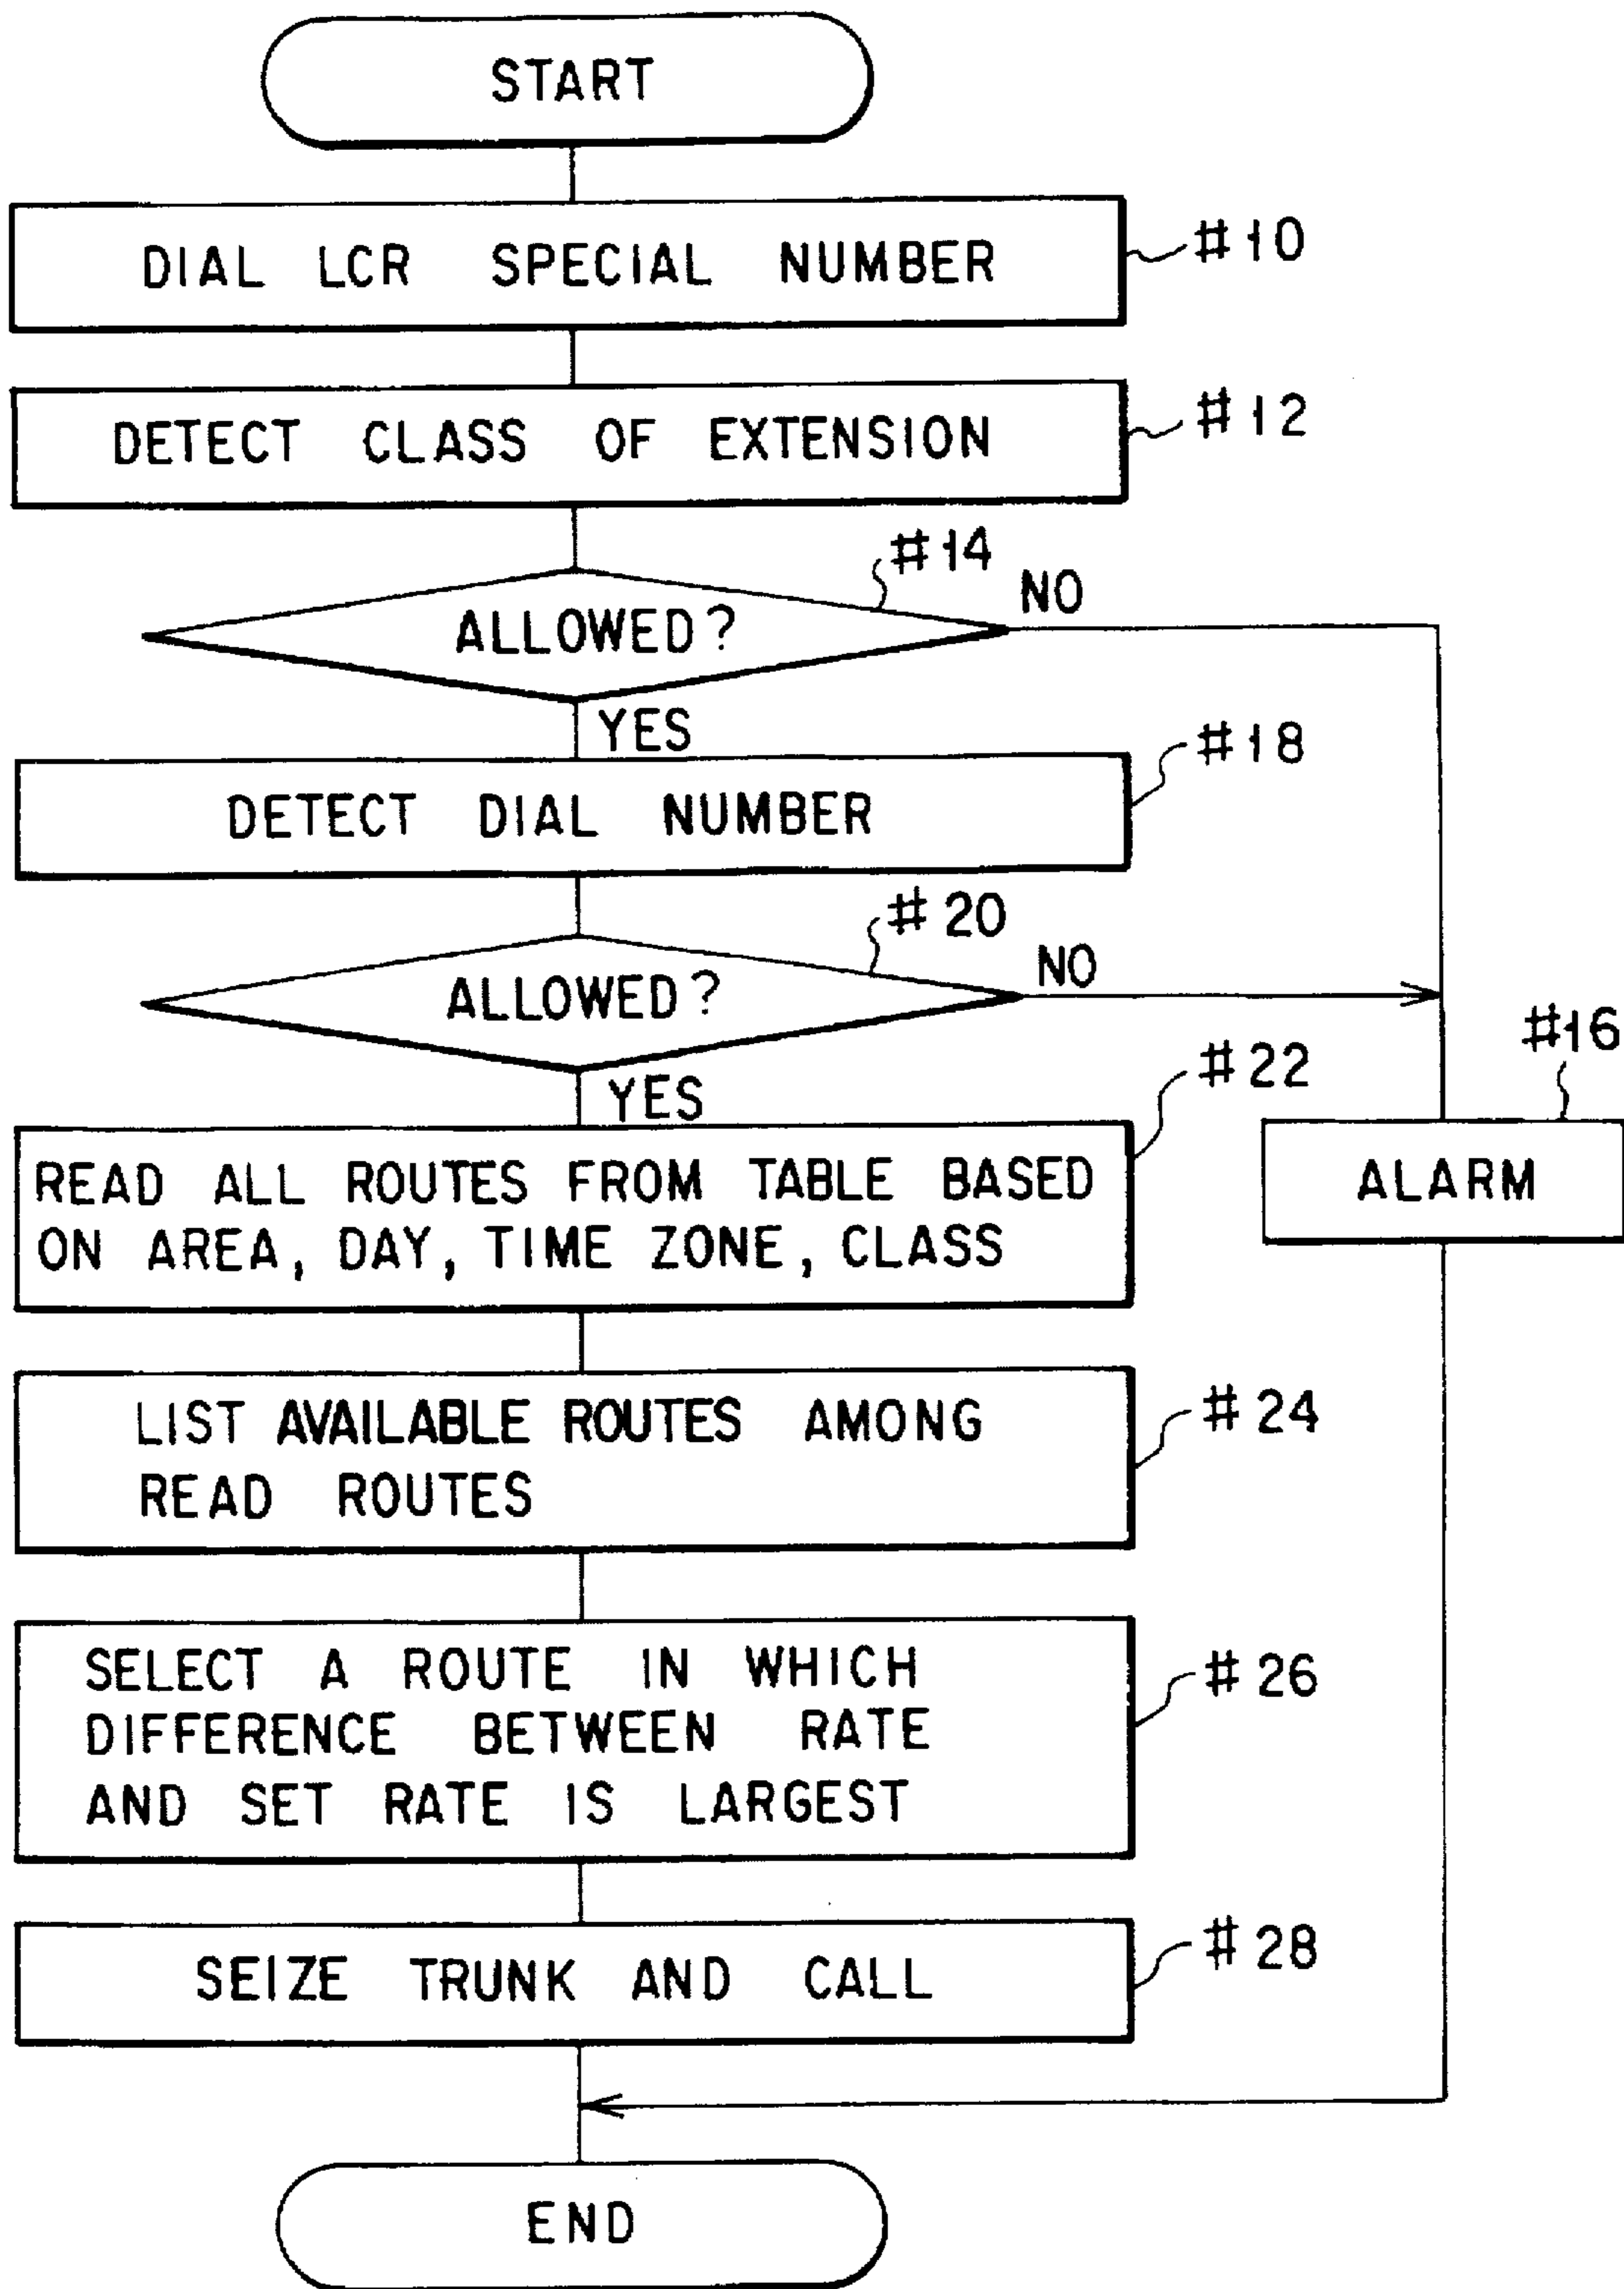 START
DIAL LCR SPECIAL NUMBER
#10
DETECT CLASS OF EXTENSION
#12
#14
ALLOWED?
NO
YES
DETECT DIAL NUMBER
#18
#20
ALLOWED?
NO
YES
#22
READ ALL ROUTES FROM TABLE BASED
ON AREA, DAY, TIME ZONE, CLASS
#16
ALARM
LIST AVAILABLE ROUTES AMONG
READ ROUTES
#24
SELECT A ROUTE IN WHICH
DIFFERENCE BETWEEN RATE
AND SET RATE IS LARGEST
#26
SEIZE TRUNK AND CALL
#28
END